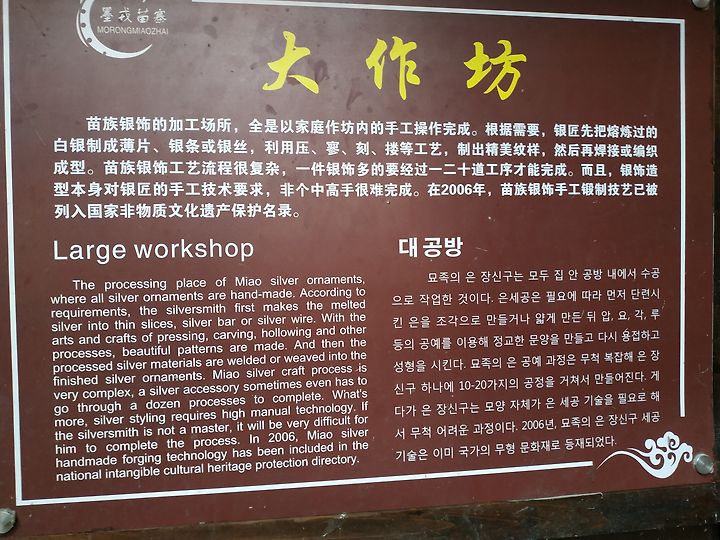 墨戎苗寨
MORONGMIAOZHAI
大作坊
苗族银饰的加工场所，全是以家庭作坊内的手工操作完成。根据需要，银匠先把熔炼过的
白银制成薄片、银条或银丝，利用压、寥、刻、搂等工艺，制出精美纹样，然后再焊接或编织
成型。苗族银饰工艺流程很复杂，一件银饰多的要经过一二十道工序才能完成。而且，银饰造
型本身对银匠的手工技术要求，非个中高手很难完成。在2006年，苗族银饰手工锻制技艺已被
列入国家非物质文化遗产保护名录。
Large workshop
The processing place of Miao silver ornaments,
where all silver ornaments are hand-made. According to
requirements, the silversmith first makes the melted
silver into thin slices, silver bar or silver wire. With the
arts and crafts of pressing, carving, hollowing and other
processes, beautiful patterns are made. And then the
processed silver materials are welded or weaved into the
finished silver ornaments. Miao silver craft process is
very complex, a silver accessory sometimes even has to
go through a dozen processes to complete. What's
more, silver styling requires high manual technology. If
the silversmith is not a master, it will be very difficult for
him to complete the process. In 2006, Miao silver
handmade forging technology has been included in the
national intangible cultural heritage protection directory.
대공방
묘족의 은 장신구는 모두 집 안 공방 내에서 수공
으로 작업한 것이다. 은세공은 필요에 따라 먼저 단련시
킨 은을 조각으로 만들거나 얇게 만든 뒤 압, 요, 각, 루
등의 공예를 이용해 정교한 문양을 만들고 다시 용접하고
성형을 시킨다. 묘족의 은 공예 과정은 무척 복잡해 은 장
신구 하나에 10-20가지의 공정을 거쳐서 만들어진다. 게
다가 은 장신구는 모양 자체가 은 세공 기술을 필요로 해
서 무척 어려운 과정이다. 2006년, 묘족의 은 장신구 세공
기술은 이미 국가의 무형 문화재로 등재되었다.